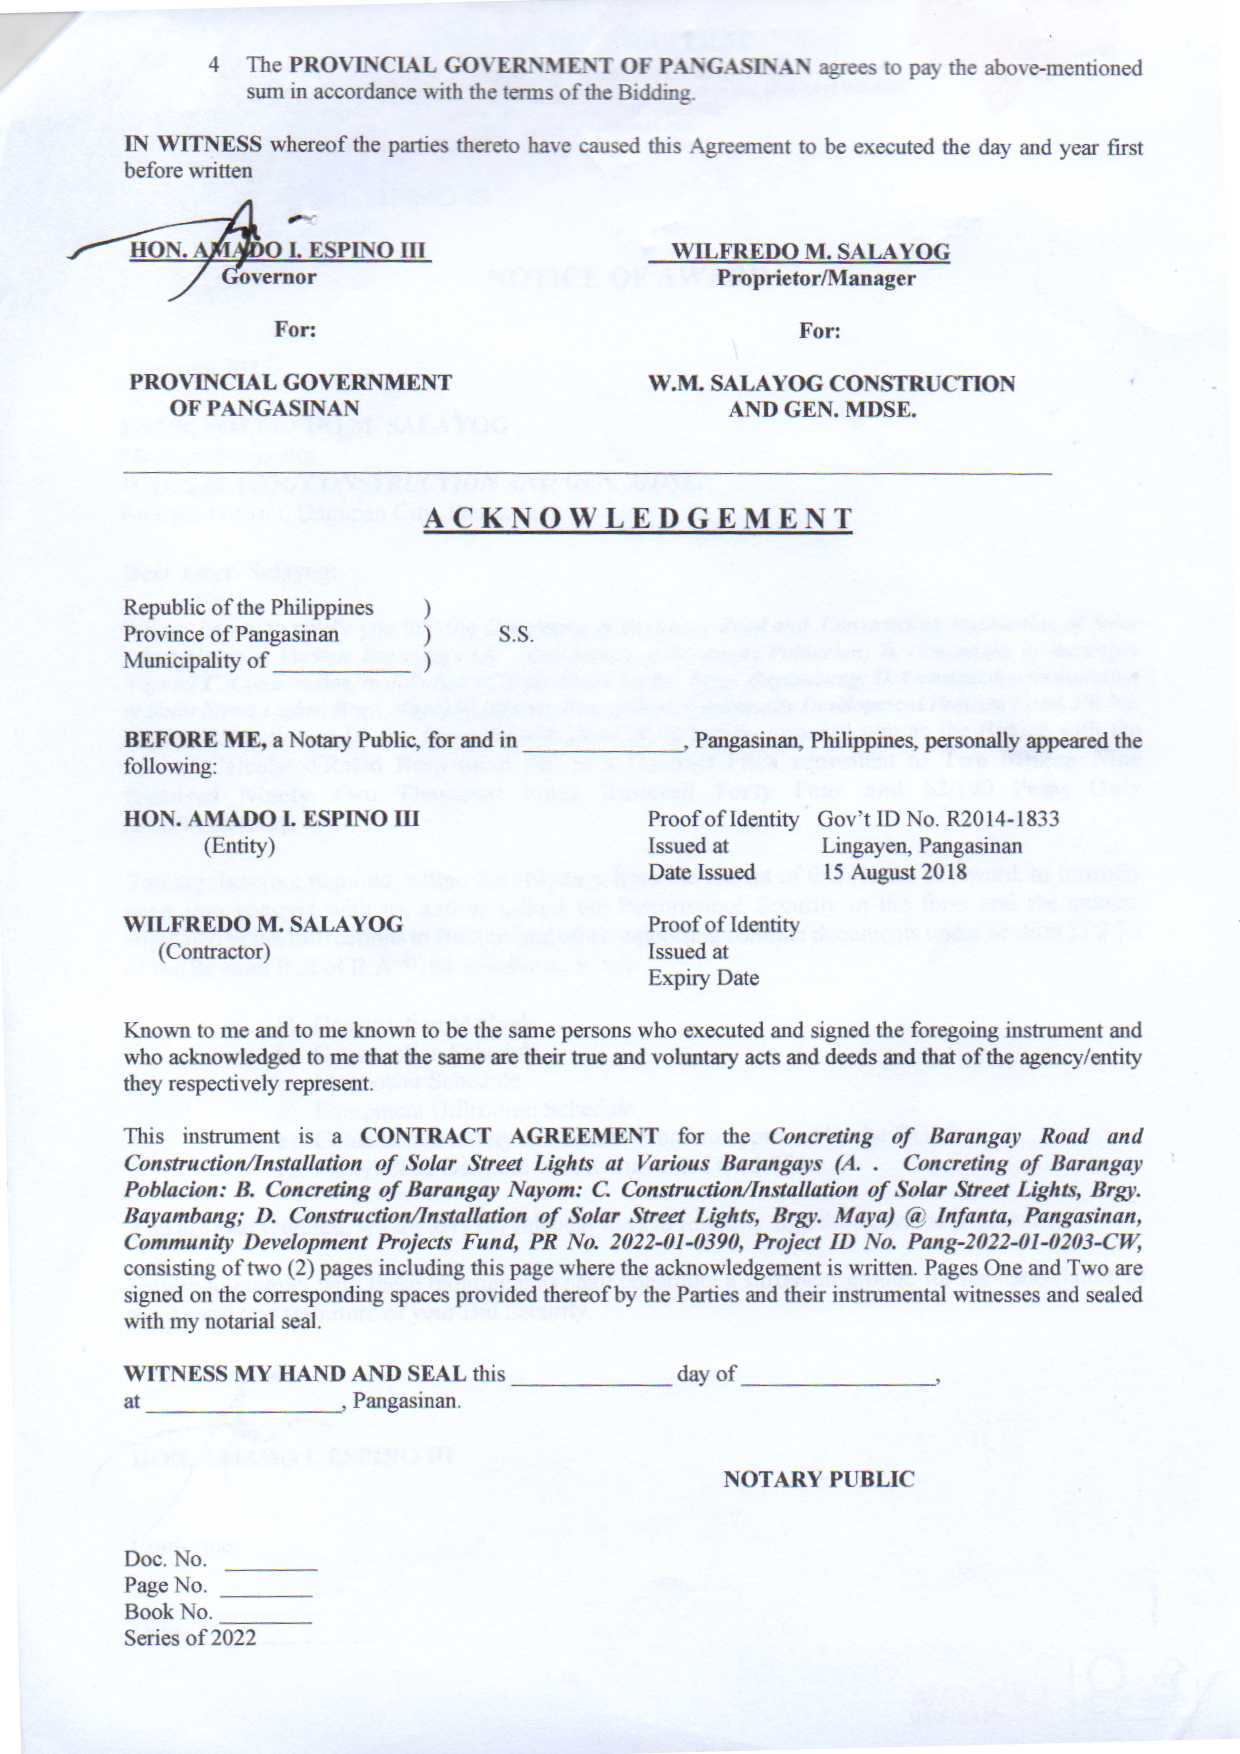 4 The PROVINCIAL GOVERNMENT OF PANGASINAN agrees to pay the above-mentioned
sum in accordance with the terms of the Bidding.
IN WITNESS whereof the parties thereto have caused this Agreement to be executed the day and year first
before written
HON. AMADO I. ESPINO III
Governor
For:
PROVINCIAL GOVERNMENT
OF PANGASINAN
WILFREDO M. SALAYOG
Proprietor/Manager
For:
W.M. SALAYOG CONSTRUCTION
AND GEN. MDSE.
ACKNOWLEDGEMENT
Republic of the Philippines )
Province of Pangasinan ) S.S.
Municipality of __________ )
BEFORE ME, a Notary Public, for and in ______________, Pangasinan, Philippines, personally appeared the
following:
HON. AMADO I. ESPINO III
(Entity)
Proof of Identity Gov't ID No. R2014-1833
Issued at Lingayen, Pangasinan
Date Issued 15 August 2018
WILFREDO M. SALAYOG
(Contractor)
Proof of Identity
Issued at
Expiry Date
Known to me and to me known to be the same persons who executed and signed the foregoing instrument and
who acknowledged to me that the same are their true and voluntary acts and deeds and that of the agency/entity
they respectively represent.
This instrument is a CONTRACT AGREEMENT for the Concreting of Barangay Road and
Construction/Installation of Solar Street Lights at Various Barangays (A. . Concreting of Barangay
Poblacion: B. Concreting of Barangay Nayom: C. Construction/Installation of Solar Street Lights, Brgy.
Bayambang; D. Construction/Installation of Solar Street Lights, Brgy. Maya) @ Infanta, Pangasinan,
Community Development Projects Fund, PR No. 2022-01-0390, Project ID No. Pang-2022-01-0203-CW,
consisting of two (2) pages including this page where the acknowledgement is written. Pages One and Two are
signed on the corresponding spaces provided thereof by the Parties and their instrumental witnesses and sealed
with my notarial seal.
WITNESS MY HAND AND SEAL this ______________ day of _________________,
at _________________, Pangasinan.
NOTARY PUBLIC
Doc. No. ________
Page No. ________
Book No. ________
Series of 2022